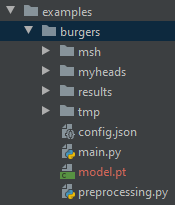 examples
burgers
msh
myheads
results
tmp
config.json
main.py
model.pt
preprocessing.py